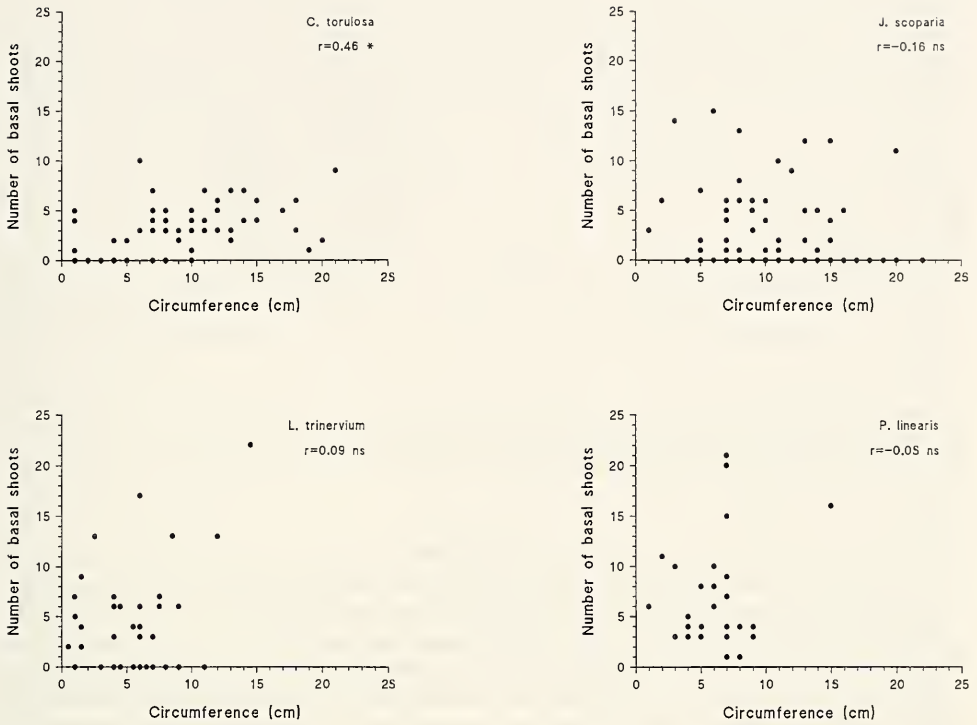 C. torulosa
r=0.46 *
Number of basal shoots
25
20
15
10
5
0
0 5 10 15 20 25
Circumference (cm)
J. scoparia
r=-0.16 ns
Number of basal shoots
25
20
15
10
5
0
0 5 10 15 20 25
Circumference (cm)
L. trinervium
r=0.09 ns
Number of basal shoots
25
20
15
10
5
0
0 5 10 15 20 25
Circumference (cm)
P. linearis
r=-0.05 ns
Number of basal shoots
25
20
15
10
5
0
0 5 10 15 20 25
Circumference (cm)